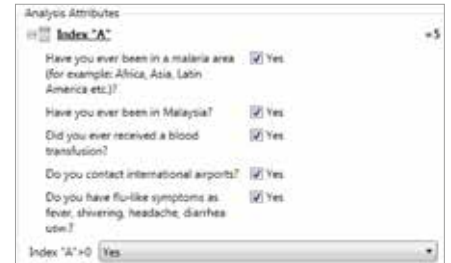 Analysis Attributes
Index "A" =5
Have you ever been in a malaria area Yes
(for example: Africa, Asia, Latin
America etc.)?
Have you ever been in Malaysia? Yes
Did you ever received a blood Yes
transfusion?
Do you contact international airports? Yes
Do you have flu-like symptoms as Yes
fever, shivering, headache, diarrhea
usw.?
Index "A">0 Yes